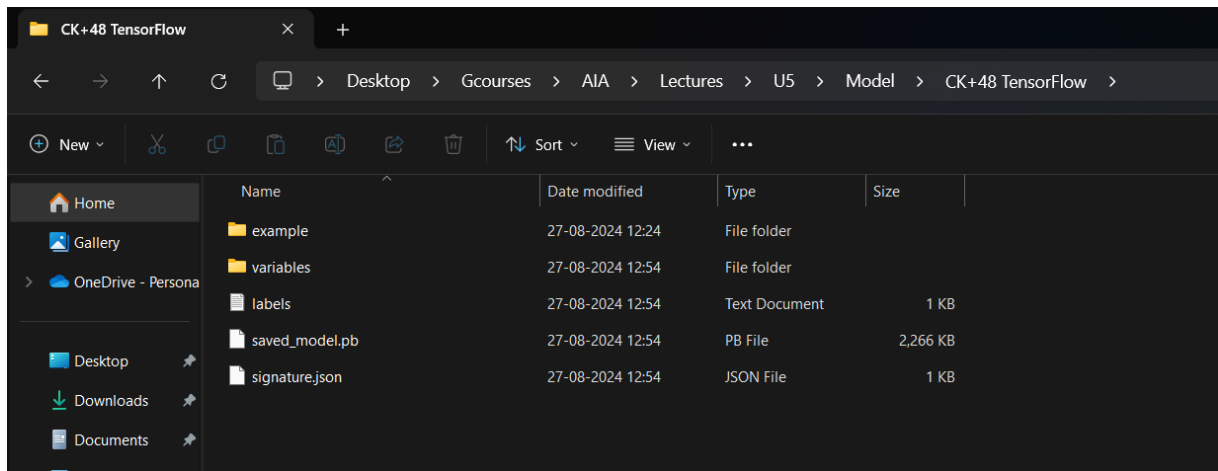 CK+48 TensorFlow
Desktop > Gcourses > AIA > Lectures > U5 > Model > CK+48 TensorFlow >
New Sort View
Name Date modified Type Size
Home
Gallery
OneDrive - Persona
Desktop
Downloads
Documents
example 27-08-2024 12:24 File folder
variables 27-08-2024 12:54 File folder
labels 27-08-2024 12:54 Text Document 1 KB
saved_model.pb 27-08-2024 12:54 PB File 2,266 KB
signature.json 27-08-2024 12:54 JSON File 1 KB